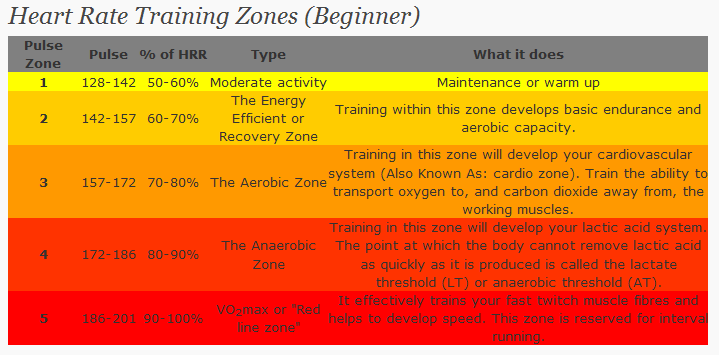 Heart Rate Training Zones (Beginner)
Pulse Zone Pulse % of HRR Type What it does
1 128-142 50-60% Moderate activity Maintenance or warm up
2 142-157 60-70% The Energy Efficient or Recovery Zone Training within this zone develops basic endurance and aerobic capacity.
3 157-172 70-80% The Aerobic Zone Training in this zone will develop your cardiovascular system (Also Known As: cardio zone). Train the ability to transport oxygen to, and carbon dioxide away from, the working muscles.
4 172-186 80-90% The Anaerobic Zone Training in this zone will develop your lactic acid system. The point at which the body cannot remove lactic acid as quickly as it is produced is called the lactate threshold (LT) or anaerobic threshold (AT).
5 186-201 90-100% VO₂max or "Red line zone" It effectively trains your fast twitch muscle fibres and helps to develop speed. This zone is reserved for interval running.